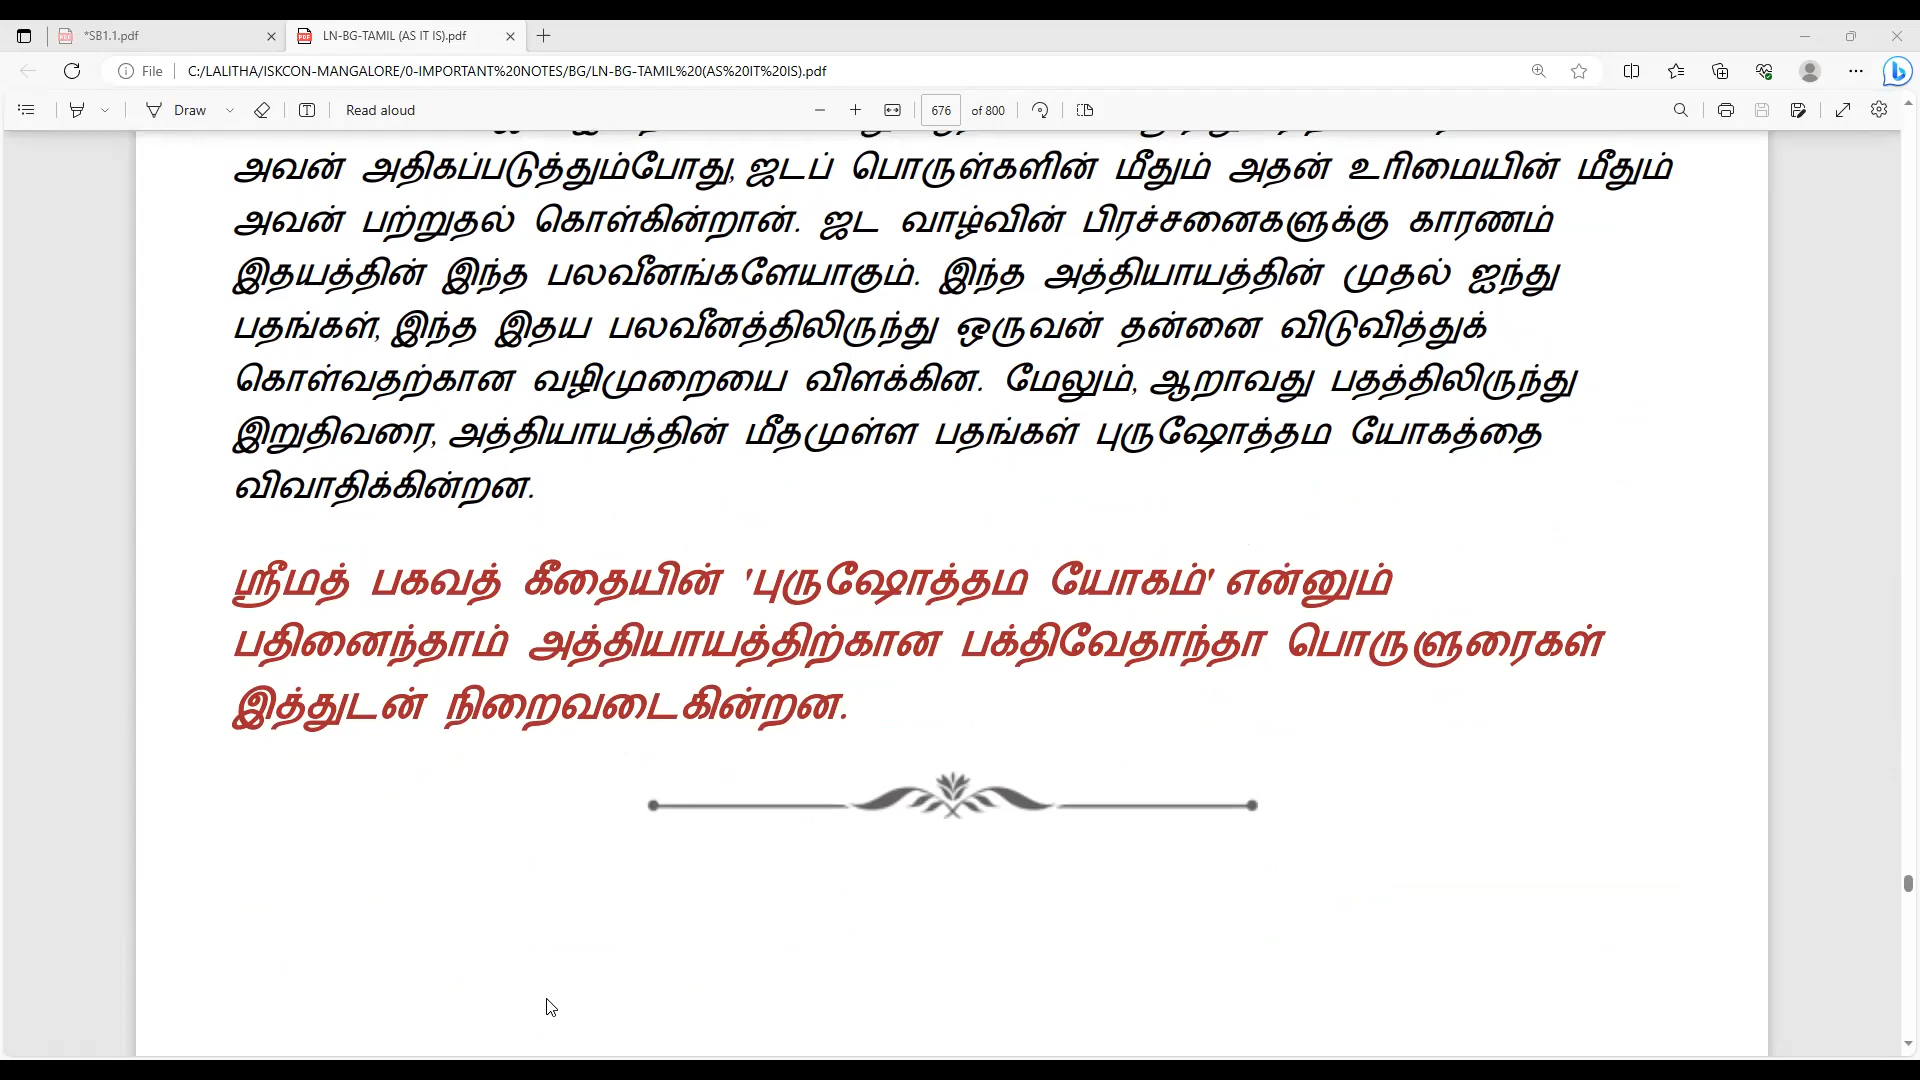 *SB1.1.pdf
LN-BG-TAMIL (AS IT IS).pdf
File
C:/LALITHA/ISKCON-MANGALORE/0-IMPORTANT%20NOTES/BG/LN-BG-TAMIL%20(AS%20IT%20IS).pdf
Draw
Read aloud
676 of 800
அவன் அதிகப்படுத்தும்போது, ஜடப் பொருள்களின் மீதும் அதன் உரிமையின் மீதும்
அவன் பற்றுதல் கொள்கின்றான். ஜட வாழ்வின் பிரச்சனைகளுக்கு காரணம்
இதயத்தின் இந்த பலவீனங்களேயாகும். இந்த அத்தியாயத்தின் முதல் ஐந்து
பதங்கள், இந்த இதய பலவீனத்திலிருந்து ஒருவன் தன்னை விடுவித்துக்
கொள்வதற்கான வழிமுறையை விளக்கின. மேலும், ஆறாவது பதத்திலிருந்து
இறுதிவரை, அத்தியாயத்தின் மீதமுள்ள பதங்கள் புருஷோத்தம யோகத்தை
விவாதிக்கின்றன.
ஸ்ரீமத் பகவத் கீதையின் 'புருஷோத்தம யோகம்' என்னும்
பதினைந்தாம் அத்தியாயத்திற்கான பக்திவேதாந்தா பொருளுரைகள்
இத்துடன் நிறைவடைகின்றன.